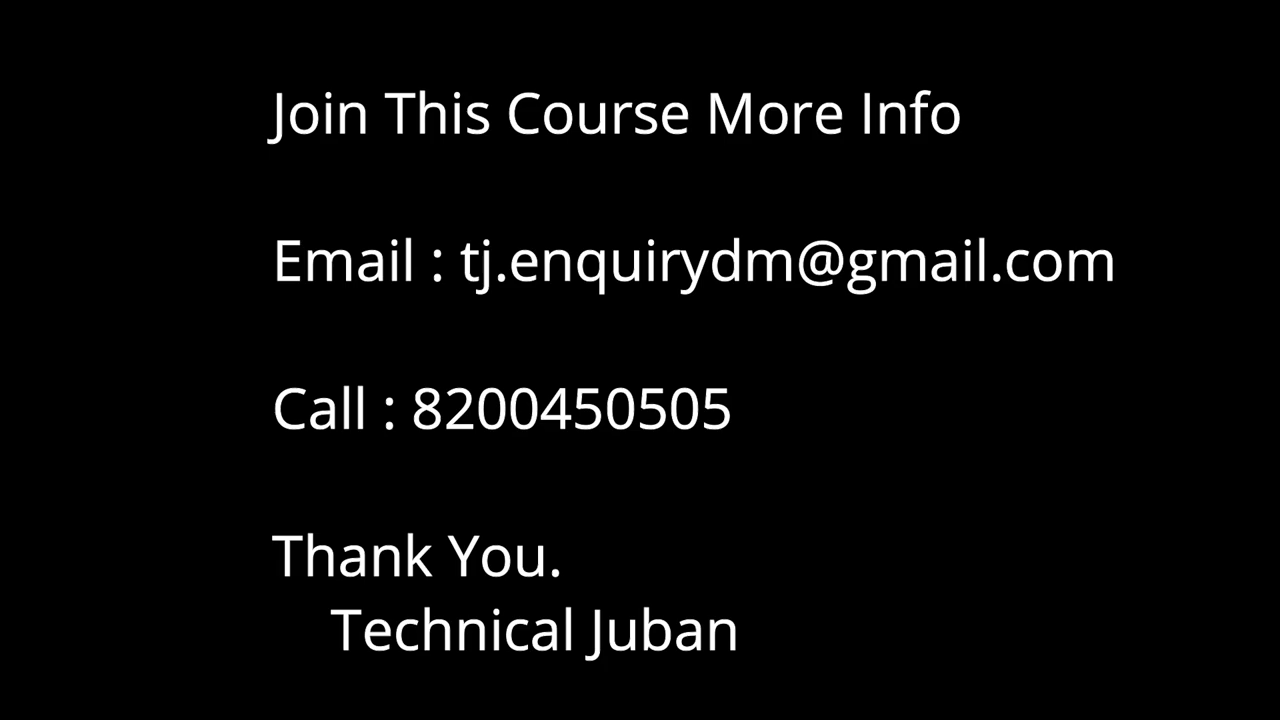 Join This Course More Info
Email : tj.enquirydm@gmail.com
Call : 8200450505
Thank You.
Technical Juban